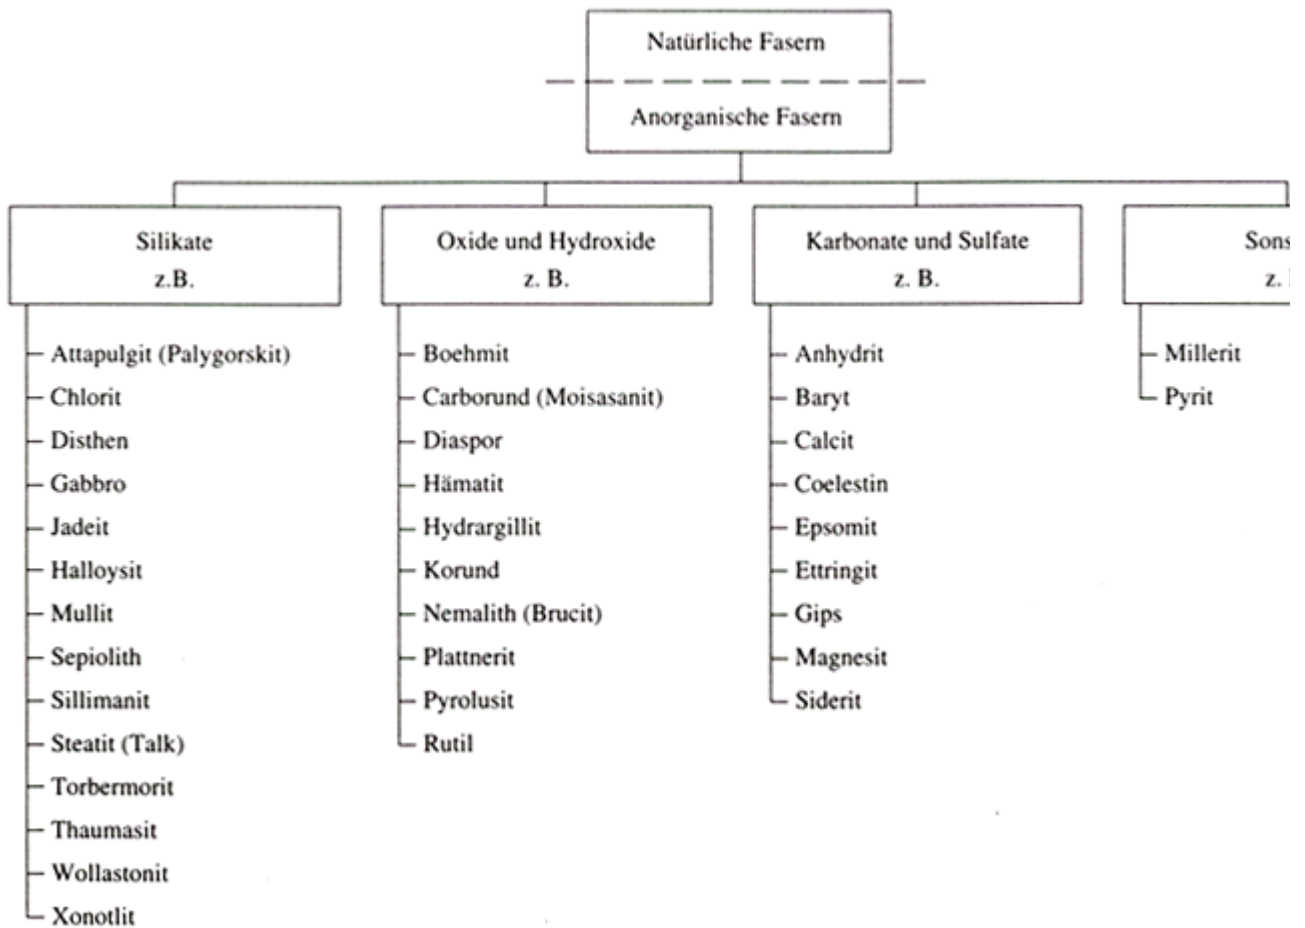 Natürliche Fasern
Anorganische Fasern
Silikate
z.B.
Attapulgit (Palygorskit)
Chlorit
Disthen
Gabbro
Jadeit
Halloysit
Mullit
Sepiolith
Sillimanit
Steatit (Talk)
Torbermorit
Thaumasit
Wollastonit
Xonotlit
Oxide und Hydroxide
z. B.
Boehmit
Carborund (Moisasanit)
Diaspor
Hämatit
Hydrargillit
Korund
Nemalith (Brucit)
Plattnerit
Pyrolusit
Rutil
Karbonate und Sulfate
z. B.
Anhydrit
Baryt
Calcit
Coelestin
Epsomit
Ettringit
Gips
Magnesit
Siderit
Sons
z.
Millerit
Pyrit